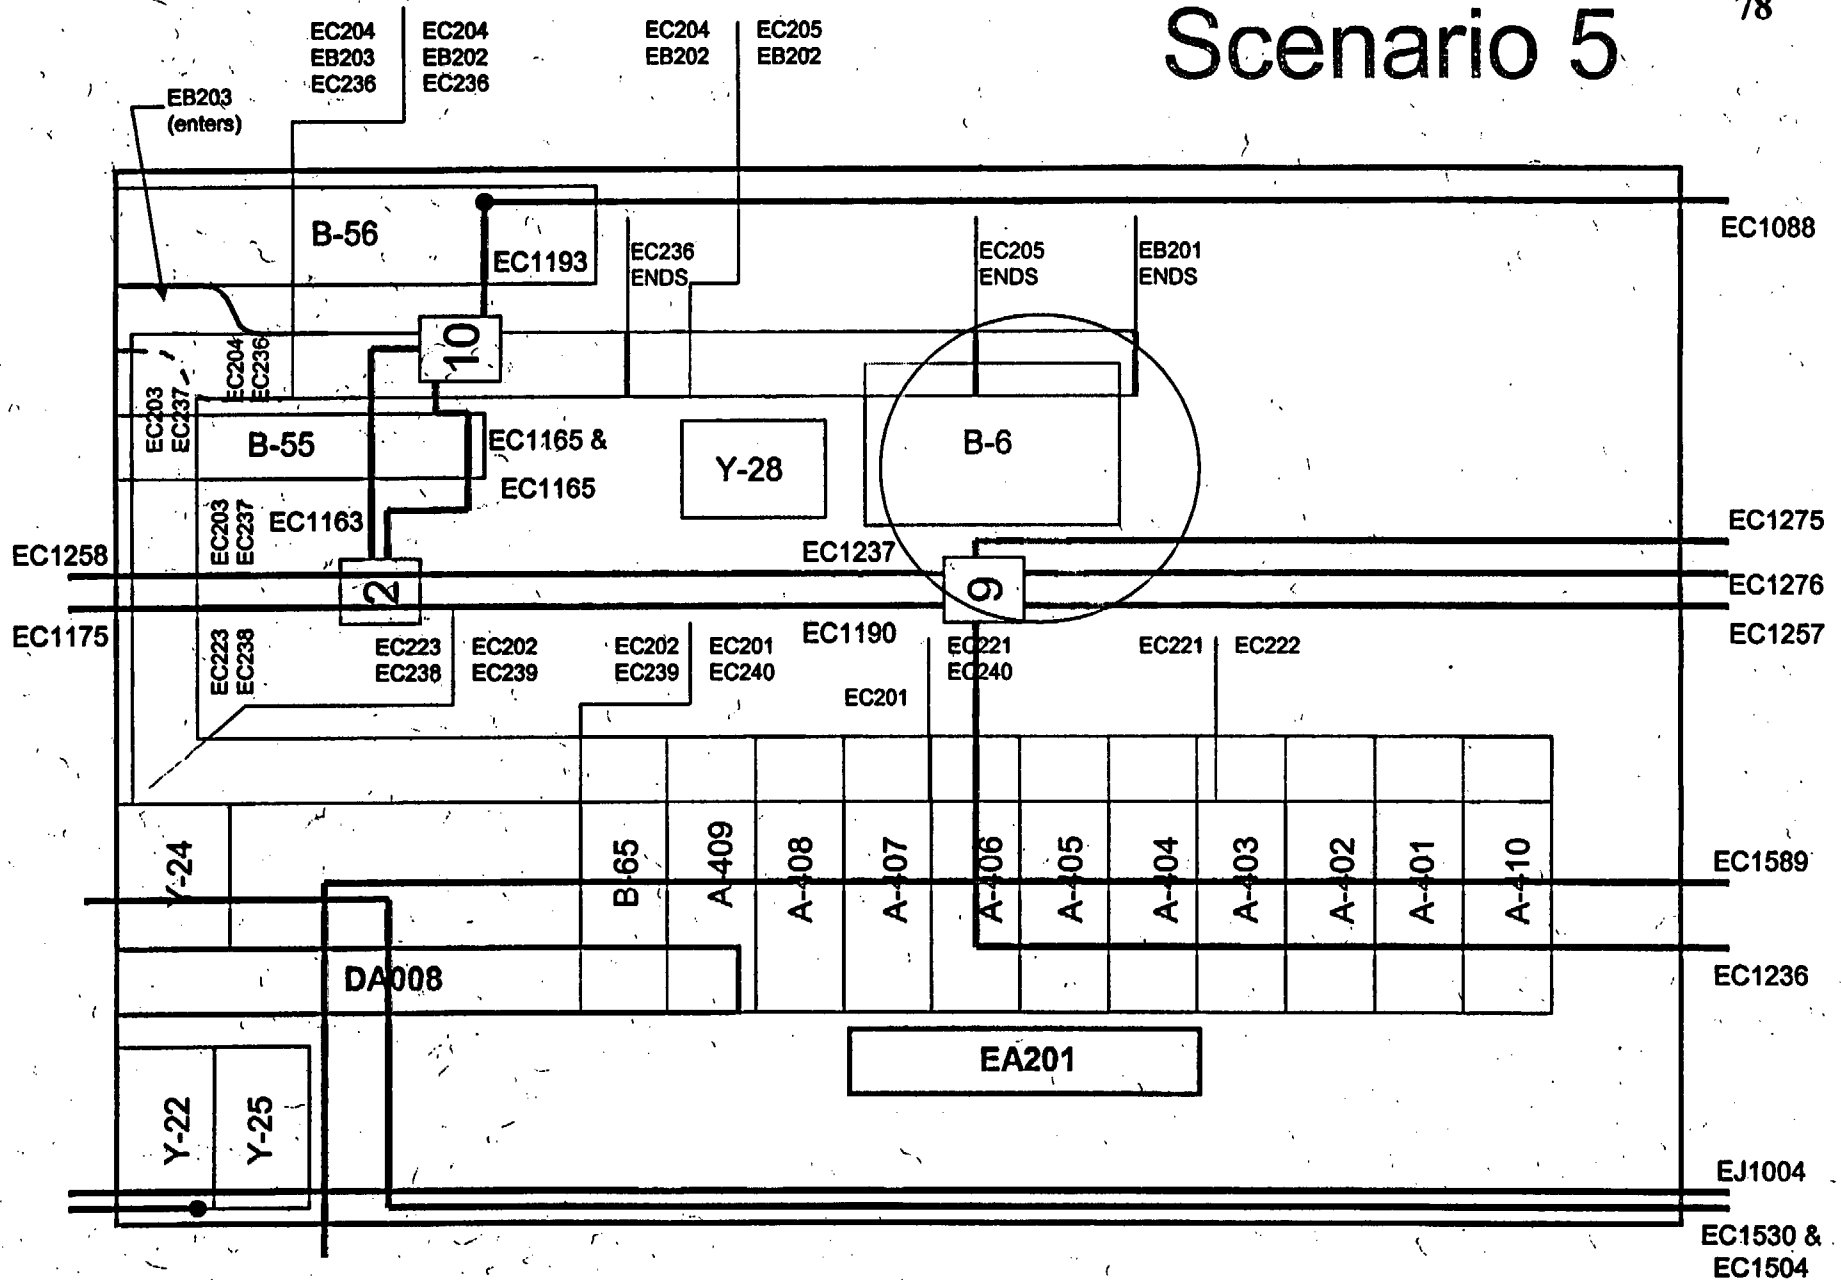 Scenario 5
78
EC204
EB203
EC236
EC204
EB202
EC236
EC204
EB202
EC205
EB202
EB203
(enters)
B-56
EC1193
EC1088
EC236
ENDS
EC205
ENDS
EB201
ENDS
10
EC204
EC236
EC203
EC237
B-55
EC1165 &
EC1165
Y-28
B-6
EC203
EC237
EC1163
EC1258
EC1237
EC1275
2
9
EC1276
EC1175
EC1190
EC1257
EC223
EC238
EC223
EC238
EC202
EC239
EC202
EC239
EC201
EC240
EC201
EC221
EC240
EC221
EC222
Y-24
B-65
A-409
A-408
A-407
A-406
A-405
A-404
A-403
A-402
A-401
A-410
EC1589
DA008
EC1236
EA201
Y-22
Y-25
EJ1004
EC1530 &
EC1504